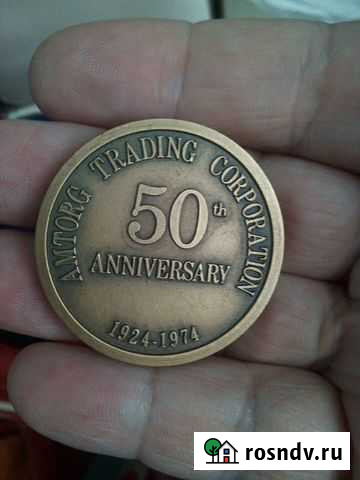 AMTORG TRADING CORPORATION
50th
ANNIVERSARY
1924-1974
rosndv.ru